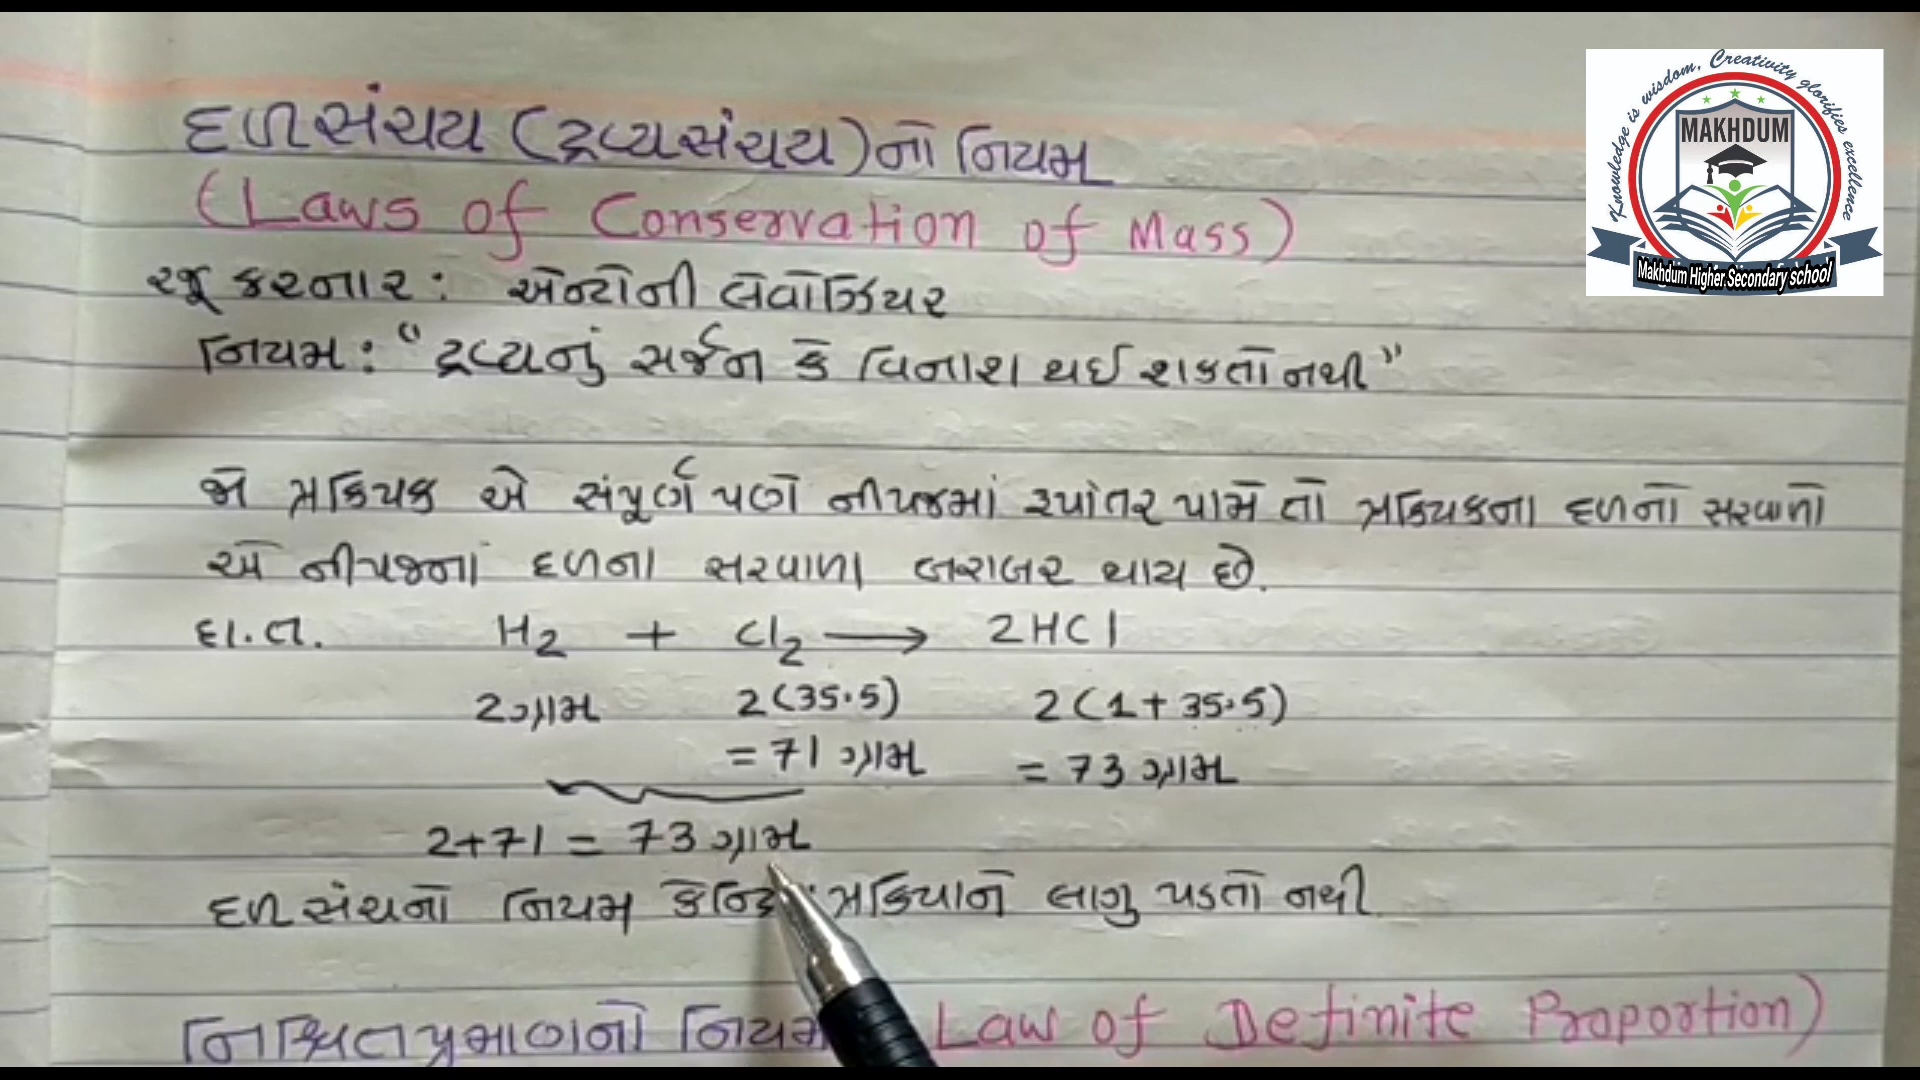 દળસંચય (દ્રવ્યસંચય)નો નિયમ
(Laws of Conservation of Mass)
રજૂ કરનાર : એન્ટોની લેવોઝિયર
નિયમ : "દ્રવ્યનું સર્જન કે વિનાશ થઈ શકતો નથી"
જો પ્રક્રિયક એ સંપૂર્ણ પણે નીપજમાં રૂપાંતર પામે તો પ્રક્રિયકના દળનો સરવાળો
એ નીપજનાં દળના સરવાળા બરાબર થાય છે.
દા.ત. H2 + Cl2 → 2HCl
2ગ્રામ 2(35.5) 2(1+35.5)
= 71 ગ્રામ = 73 ગ્રામ
2+71 = 73 ગ્રામ
દળસંચનો નિયમ પ્રક્રિયાને લાગુ પડતો નથી
નિશ્ચિતપ્રમાણનો નિયમ Law of Definite Proportion)
Knowledge is wisdom, Creativity glorifies excellence
MAKHDUM
Makhdum Higher Secondary school